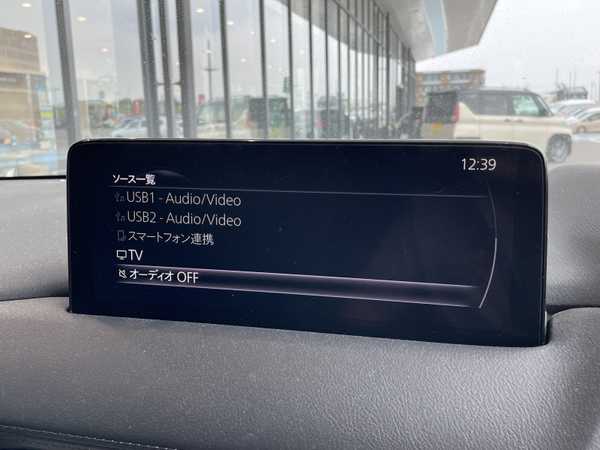 12:39
ソース一覧
USB1 - Audio/Video
USB2 - Audio/Video
スマートフォン連携
TV
オーディオ OFF